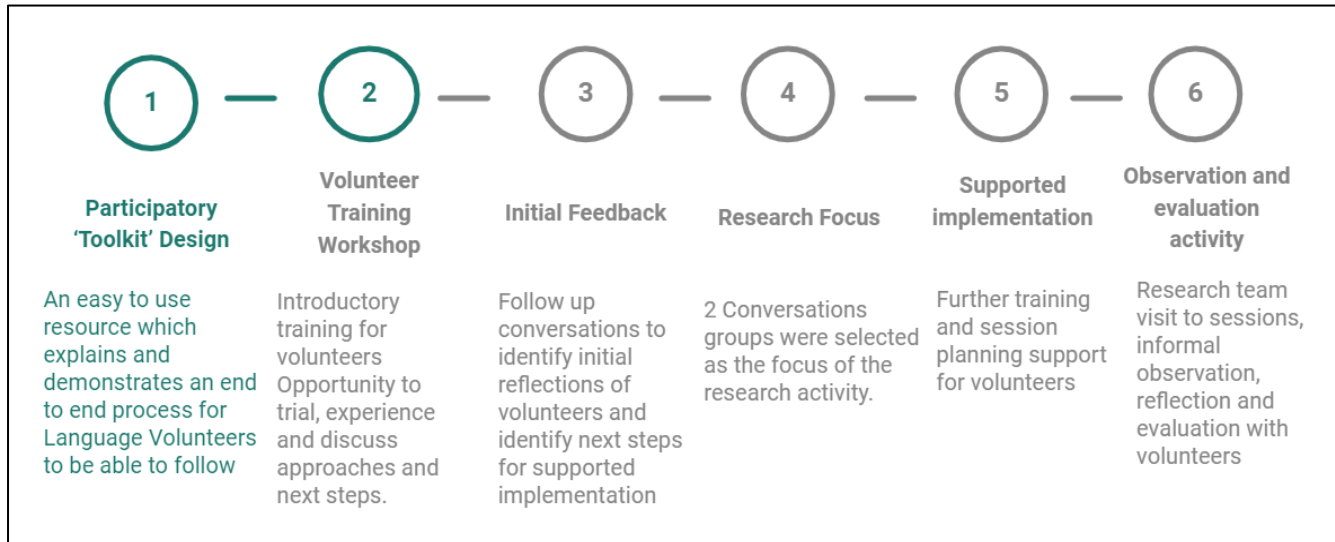 1
2
3
4
5
6
Participatory
‘Toolkit’ Design
Volunteer
Training
Workshop
Initial Feedback
Research Focus
Supported
implementation
Observation and
evaluation
activity
An easy to use
resource which
explains and
demonstrates an end
to end process for
Language Volunteers
to be able to follow
Introductory
training for
volunteers
Opportunity to
trial, experience
and discuss
approaches and
next steps.
Follow up
conversations to
identify initial
reflections of
volunteers and
identify next steps
for supported
implementation
2 Conversations
groups were selected
as the focus of the
research activity.
Further training
and session
planning support
for volunteers
Research team
visit to sessions,
informal
observation,
reflection and
evaluation with
volunteers